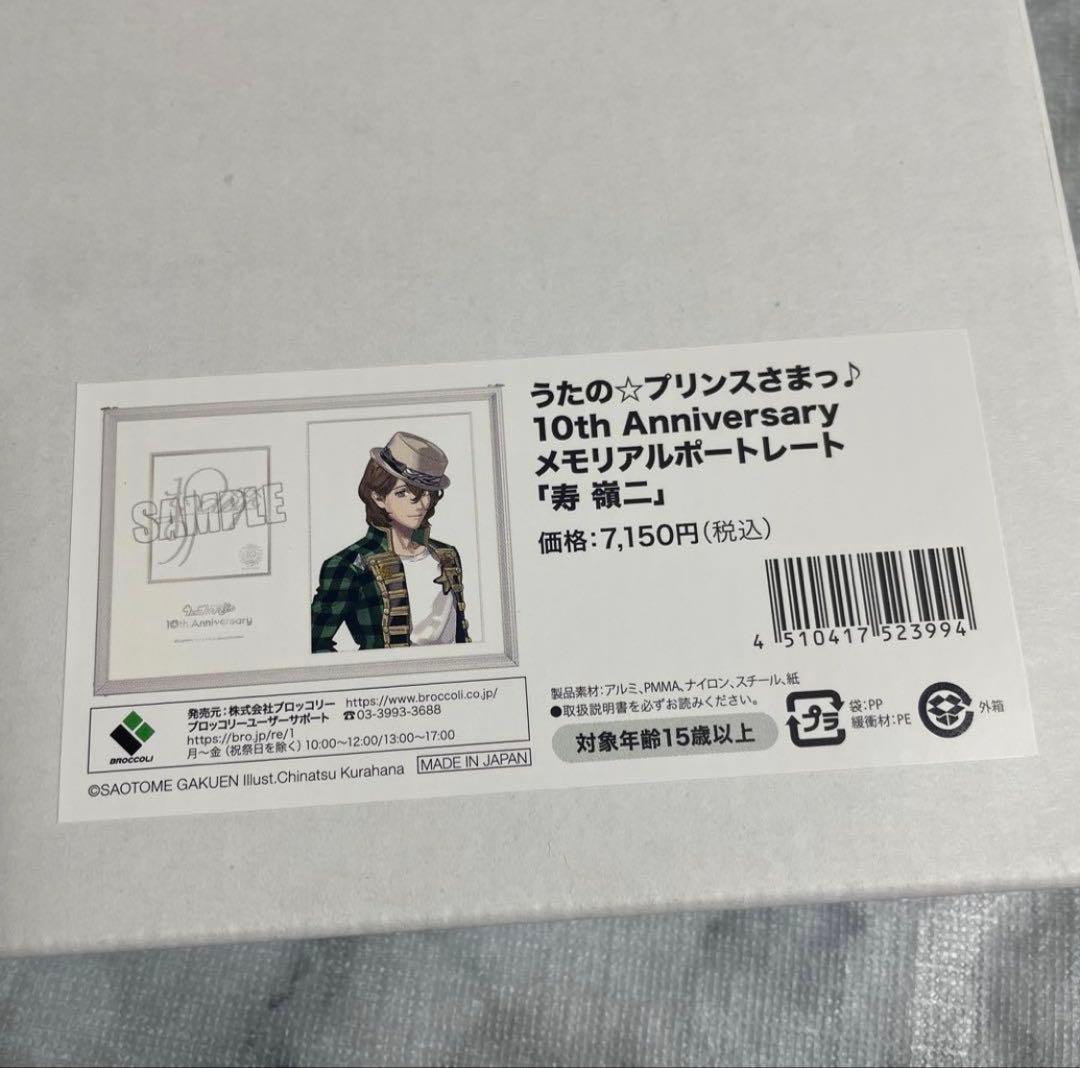 うたの☆プリンスさまっ♪
10th Anniversary
メモリアルポートレート
「寿 嶺二」
価格:7,150円(税込)
4 510417 523994
SAMPLE
10th Anniversary
発売元:株式会社ブロッコリー https://www.broccoli.co.jp/
ブロッコリーユーザーサポート ☎03-3993-3688
https://bro.jp/re/1
月〜金(祝祭日を除く)10:00〜12:00/13:00〜17:00
BROCCOLI
©SAOTOME GAKUEN Illust.Chinatsu Kurahana
MADE IN JAPAN
製品素材:アルミ、PMMA、ナイロン、スチール、紙
●取扱説明書を必ずお読みください。
対象年齢15歳以上
プラ
袋:PP
緩衝材:PE
外箱